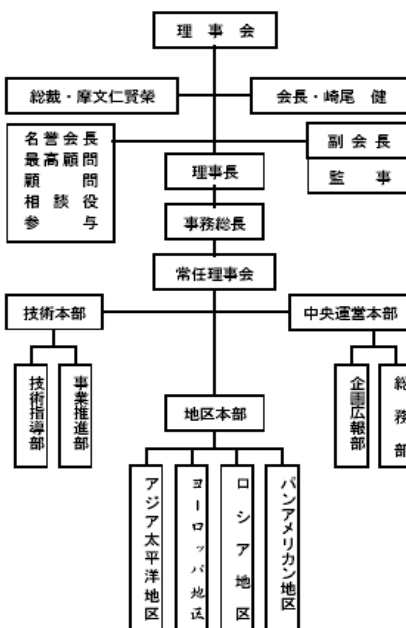 理事会
総裁・摩文仁賢榮
会長・崎尾 健
名誉会長
最高顧問
顧問
相談役
参与
副会長
監事
理事長
事務総長
常任理事会
技術本部
中央運営本部
技術指導部
事業推進部
企画広報部
総務部
地区本部
アジア太平洋地区
ヨーロッパ地区
ロシア地区
パンアメリカン地区